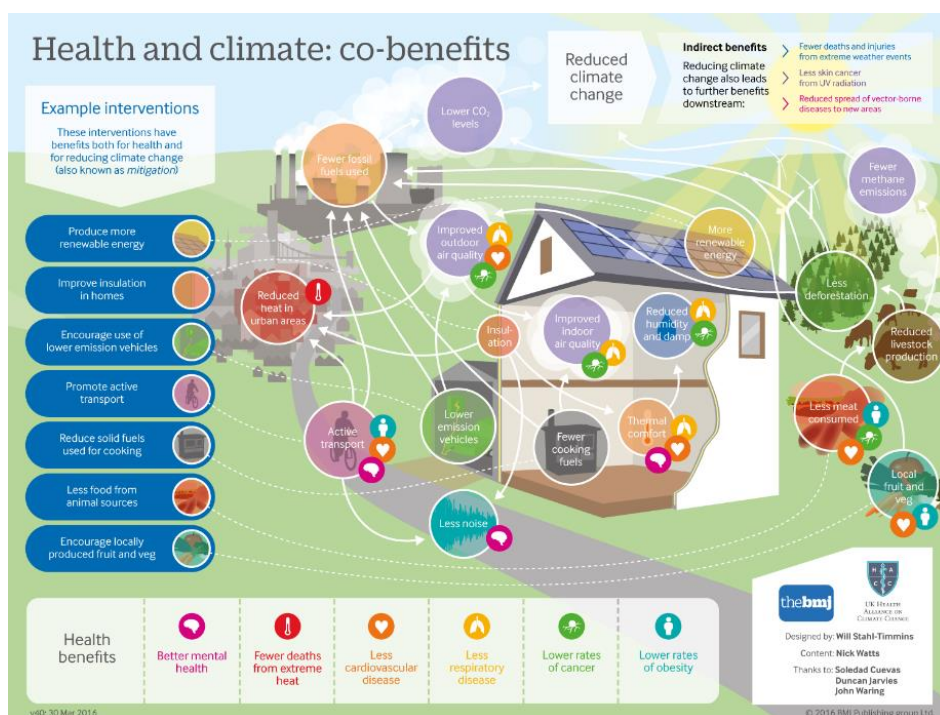 Health and climate: co-benefits
Reduced
climate
change
Indirect benefits
Reducing climate
change also leads
to further benefits
downstream:
Fewer deaths and injuries
from extreme weather events
Less skin cancer
from UV radiation
Reduced spread of vector-borne
diseases to new areas
Example interventions
These interventions have
benefits both for health and
for reducing climate change
(also known as mitigation)
Produce more
renewable energy
Improve insulation
in homes
Encourage use of
lower emission vehicles
Promote active
transport
Reduce solid fuels
used for cooking
Less food from
animal sources
Encourage locally
produced fruit and veg
Lower CO₂
levels
Fewer fossil
fuels used
Fewer
methane
emissions
Improved
outdoor
air quality
More
renewable
energy
Less
deforestation
Reduced
heat in
urban areas
Insul-
ation
Improved
indoor
air quality
Reduced
humidity
and damp
Reduced
livestock
production
Active
transport
Lower
emission
vehicles
Fewer
cooking
fuels
Thermal
comfort
Less meat
consumed
Local
fruit and
veg
Less noise
Health
benefits
Better mental
health
Fewer deaths
from extreme
heat
Less
cardiovascular
disease
Less
respiratory
disease
Lower rates
of cancer
Lower rates
of obesity
thebmj
H A
C C
UK Health
Alliance on
Climate Change
Designed by: Will Stahl-Timmins
Content: Nick Watts
Thanks to: Soledad Cuevas
Duncan Jarvies
John Waring
v40: 30 Mar 2016
© 2016 BMJ Publishing group Ltd